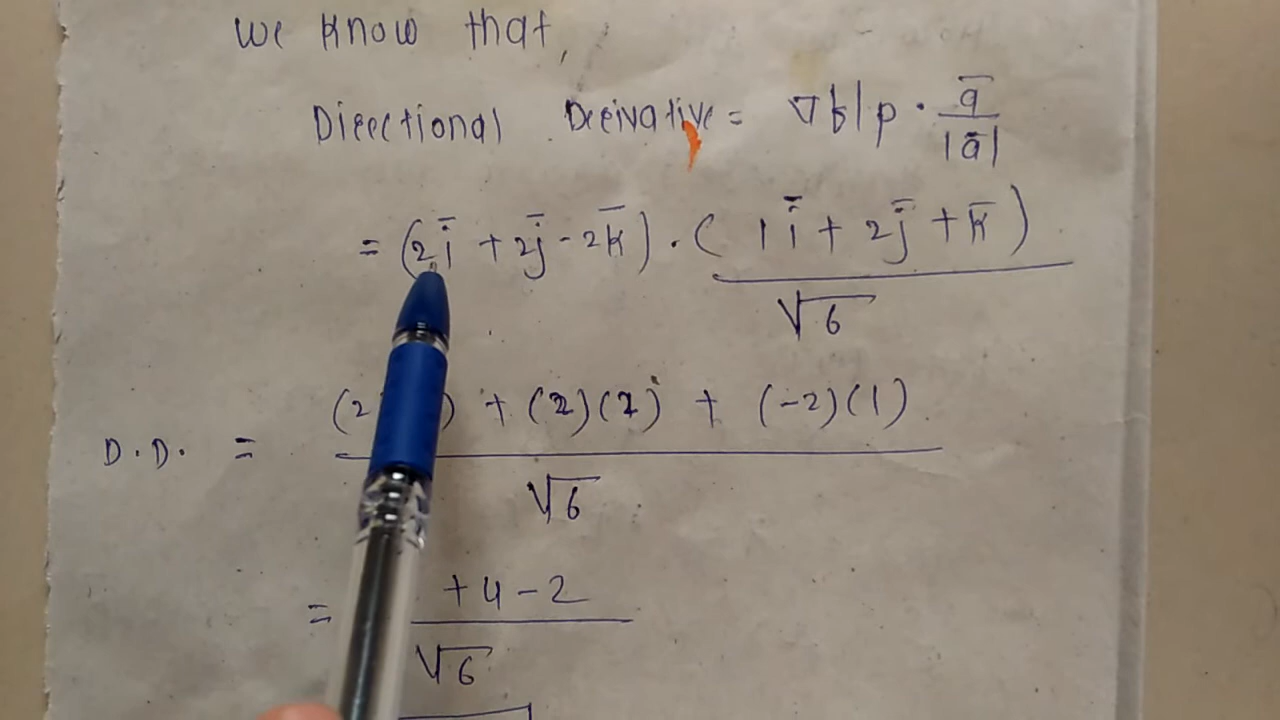 we know that,
Directional Derivative = ∇f|p · ā/|ā|
= (2ī + 2j̄ - 2k̄) · (1ī + 2j̄ + k̄)/√6
D.D. = (2 ) + (2)(2) + (-2)(1)/√6
= +4-2/√6